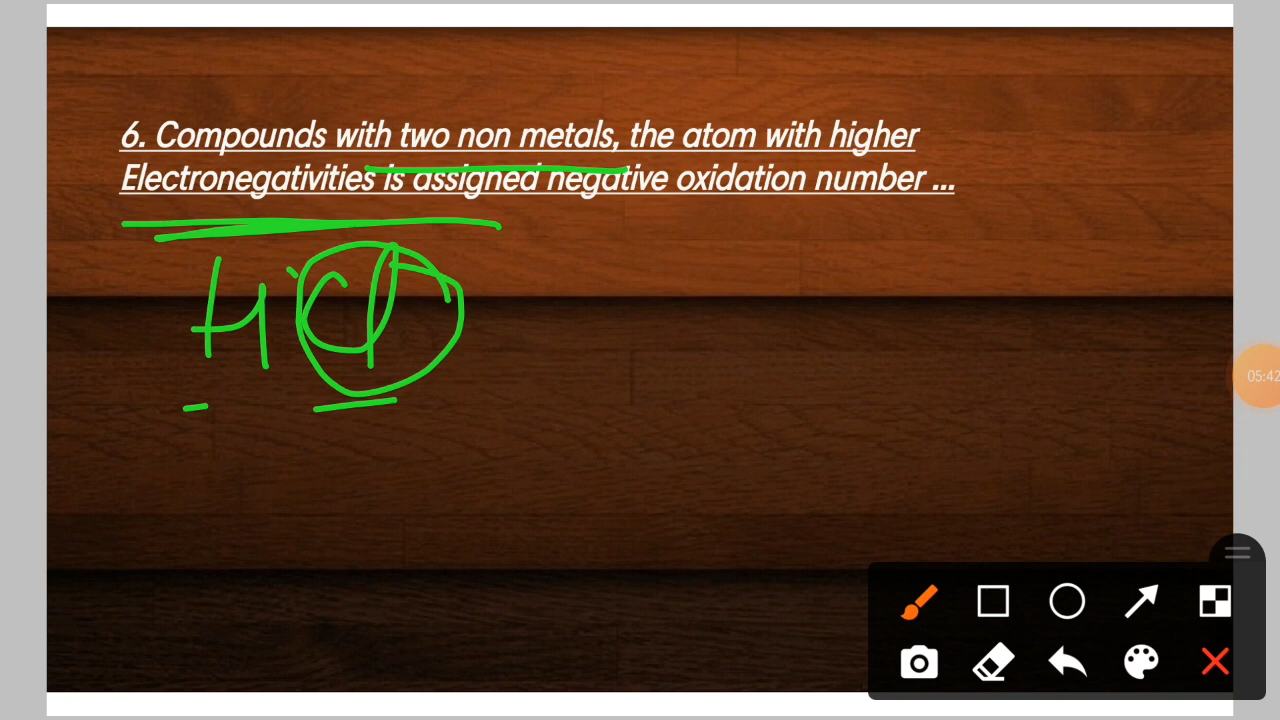 6. Compounds with two non metals, the atom with higher
Electronegativities is assigned negative oxidation number ...
HCl
05:42